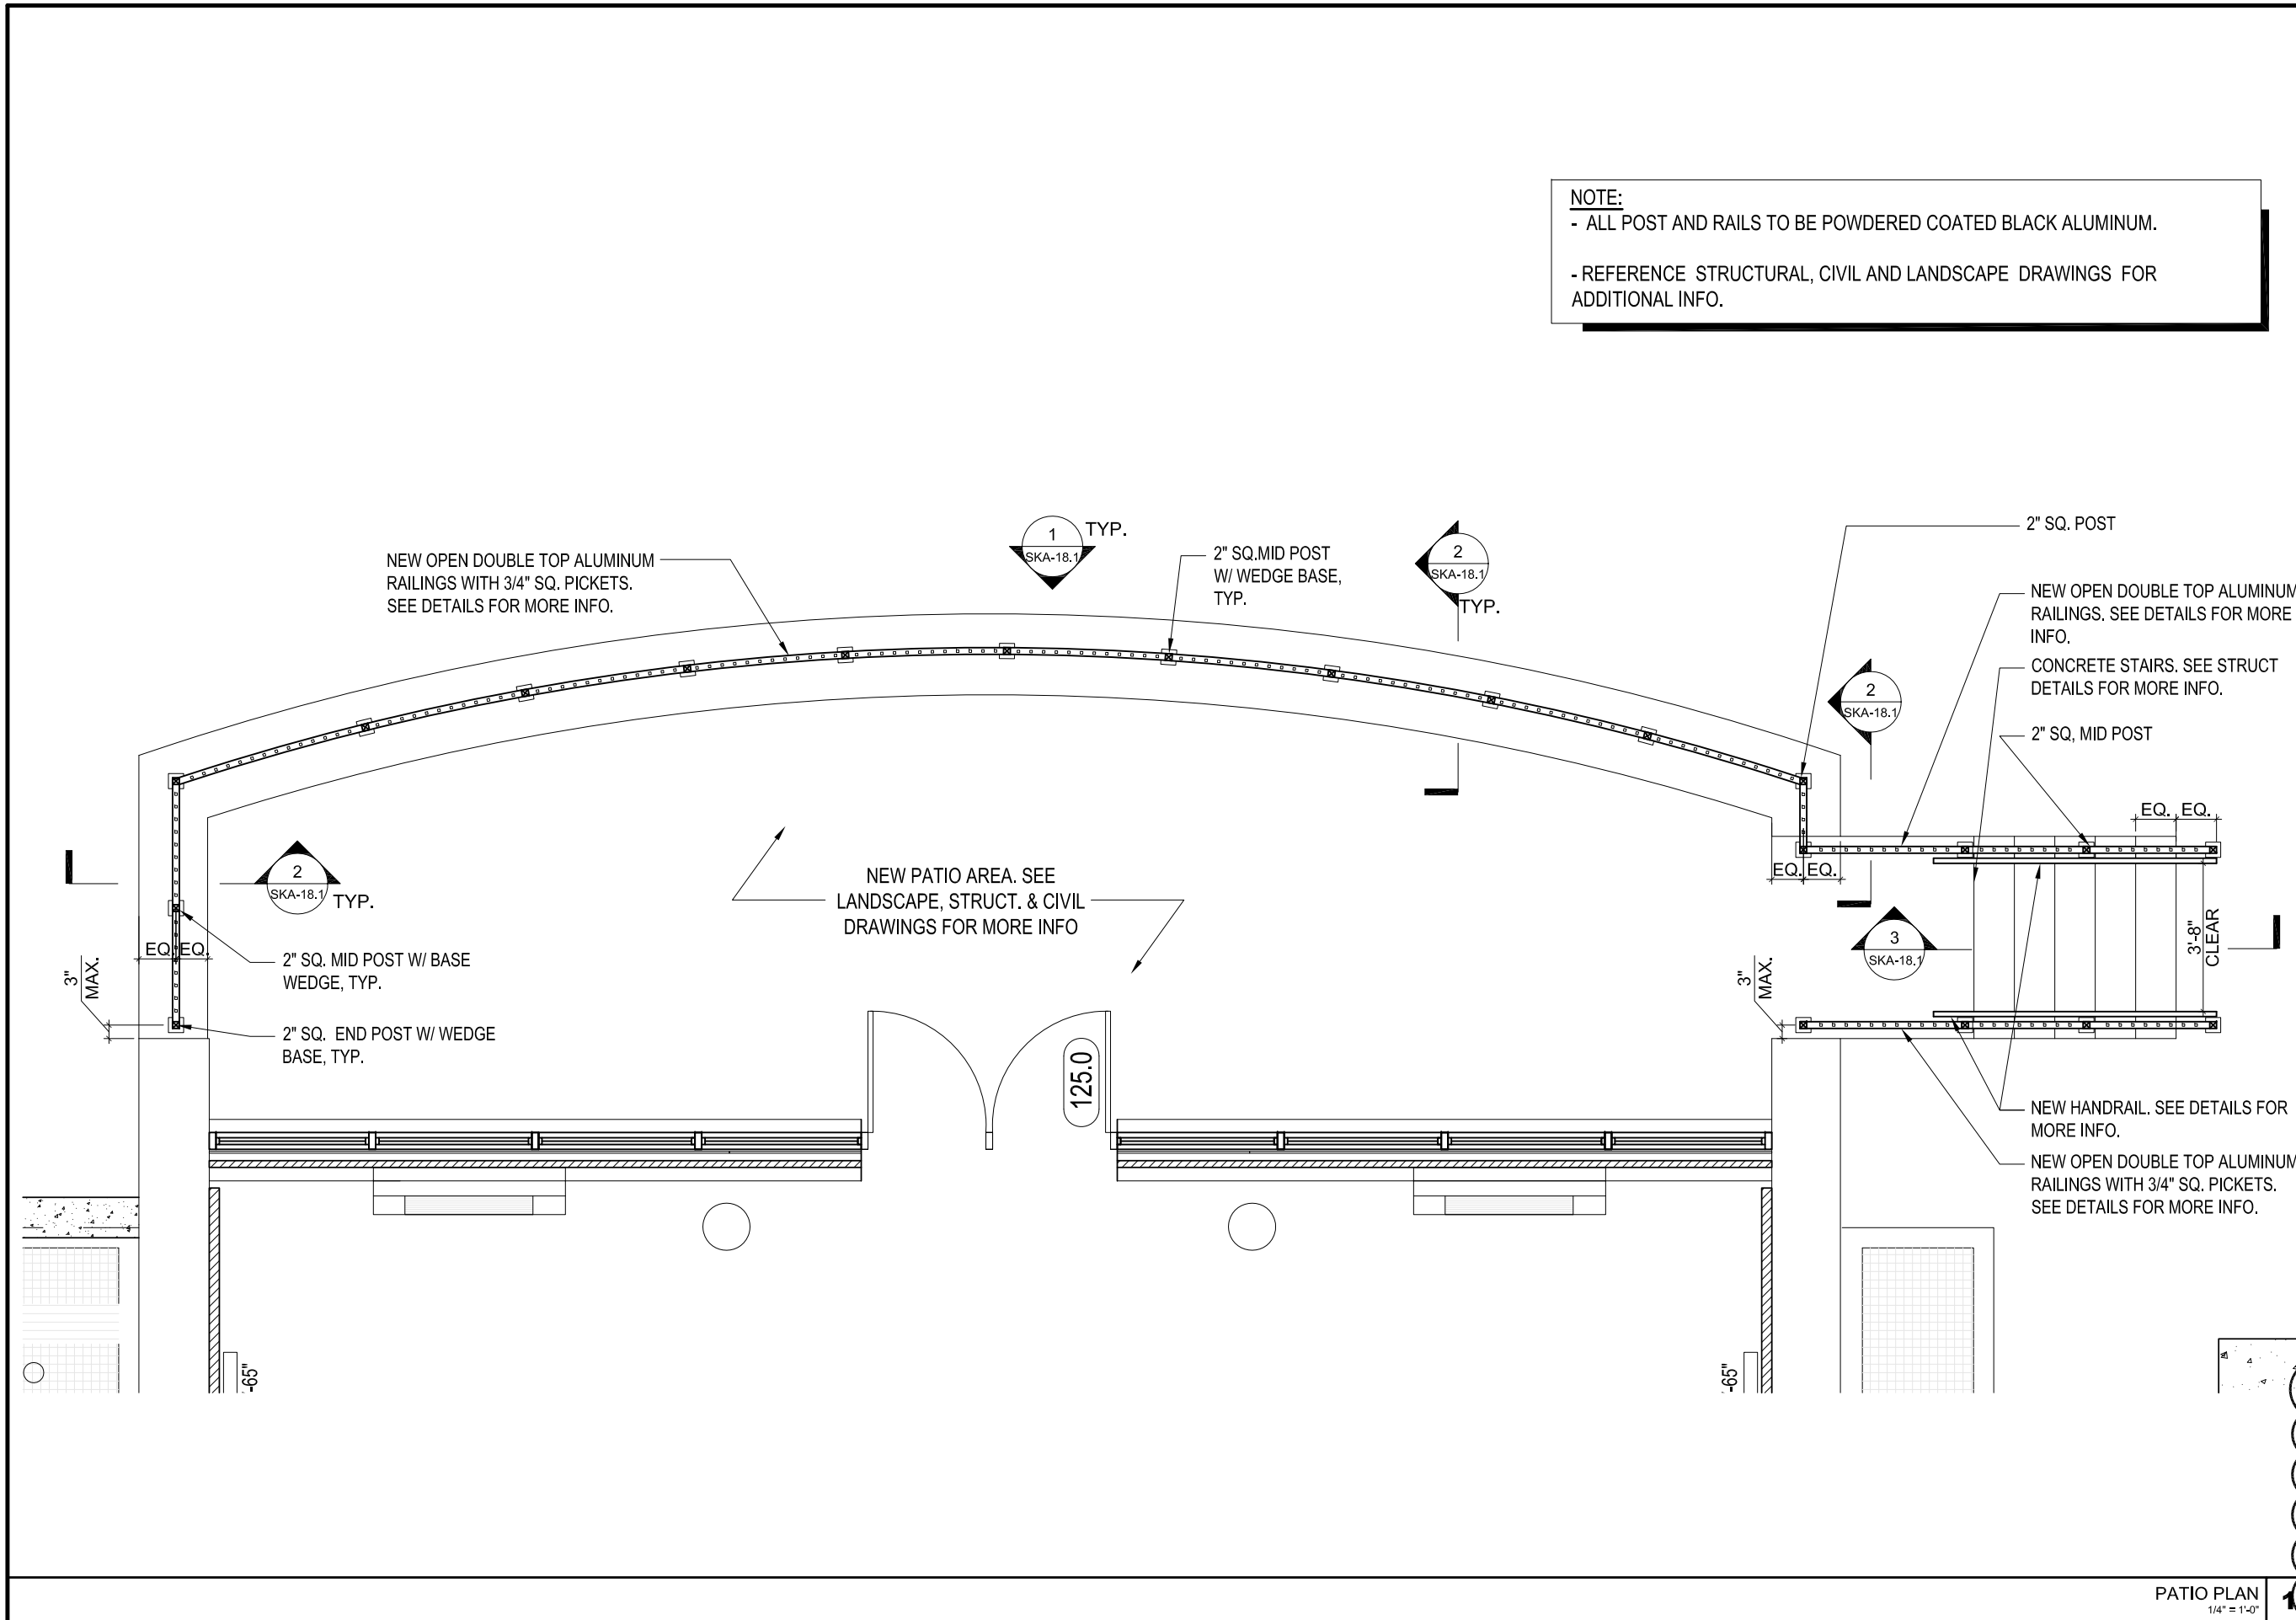 NOTE:
- ALL POST AND RAILS TO BE POWDERED COATED BLACK ALUMINUM.
- REFERENCE STRUCTURAL, CIVIL AND LANDSCAPE DRAWINGS FOR
ADDITIONAL INFO.
NEW OPEN DOUBLE TOP ALUMINUM
RAILINGS WITH 3/4" SQ. PICKETS.
SEE DETAILS FOR MORE INFO.
1
SKA-18.1
TYP.
2" SQ.MID POST
W/ WEDGE BASE,
TYP.
2
SKA-18.1
TYP.
2" SQ. POST
NEW OPEN DOUBLE TOP ALUMINUM
RAILINGS. SEE DETAILS FOR MORE
INFO.
CONCRETE STAIRS. SEE STRUCT
DETAILS FOR MORE INFO.
2
SKA-18.1
2" SQ, MID POST
EQ. EQ.
2
SKA-18.1
TYP.
NEW PATIO AREA. SEE
LANDSCAPE, STRUCT. & CIVIL
DRAWINGS FOR MORE INFO
EQ. EQ.
3'-8"
CLEAR
3
SKA-18.1
EQ. EQ.
3"
MAX.
2" SQ. MID POST W/ BASE
WEDGE, TYP.
2" SQ. END POST W/ WEDGE
BASE, TYP.
3"
MAX.
125.0
NEW HANDRAIL. SEE DETAILS FOR
MORE INFO.
NEW OPEN DOUBLE TOP ALUMINUM
RAILINGS WITH 3/4" SQ. PICKETS.
SEE DETAILS FOR MORE INFO.
-65"
-65"
PATIO PLAN
1/4" = 1'-0"
1